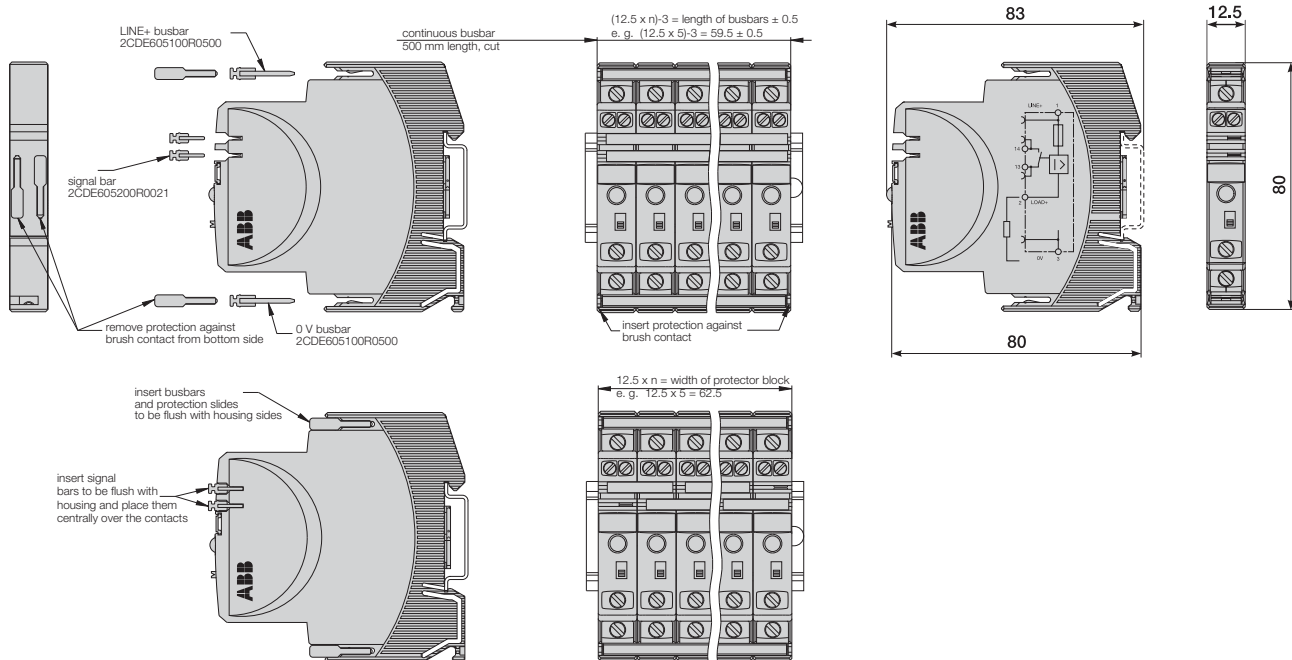 LINE+ busbar
2CDE605100R0500
continuous busbar
500 mm length, cut
(12.5 x n)-3 = length of busbars ± 0.5
e. g. (12.5 x 5)-3 = 59.5 ± 0.5
83
12.5
signal bar
2CDE605200R0021
ABB
LINE+
1
14
13
2
LOAD+
0V
3
ABB
80
remove protection against
brush contact from bottom side
0 V busbar
2CDE605100R0500
insert protection against
brush contact
80
insert busbars
and protection slides
to be flush with housing sides
12.5 x n = width of protector block
e. g. 12.5 x 5 = 62.5
insert signal
bars to be flush with
housing and place them
centrally over the contacts
ABB